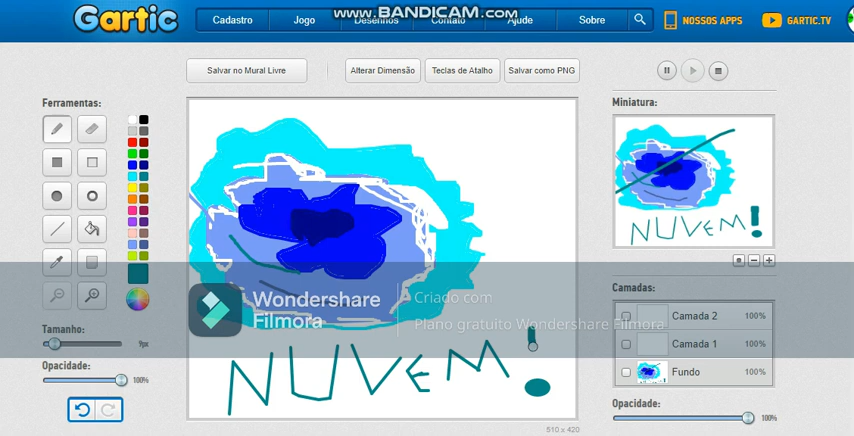 www.BANDICAM.com
Gartic
Cadastro Jogo Desenhos Contato Ajude Sobre
NOSSOS APPS GARTIC.TV
Salvar no Mural Livre Alterar Dimensão Teclas de Atalho Salvar como PNG
Ferramentas:
Miniatura:
NUVEM!
Wondershare
Filmora
Criado com
Plano gratuito Wondershare Filmora
Camadas:
Camada 2 100%
Camada 1 100%
Fundo 100%
Tamanho:
9px
Opacidade:
100%
NUVEM!
510 x 420
Opacidade:
100%